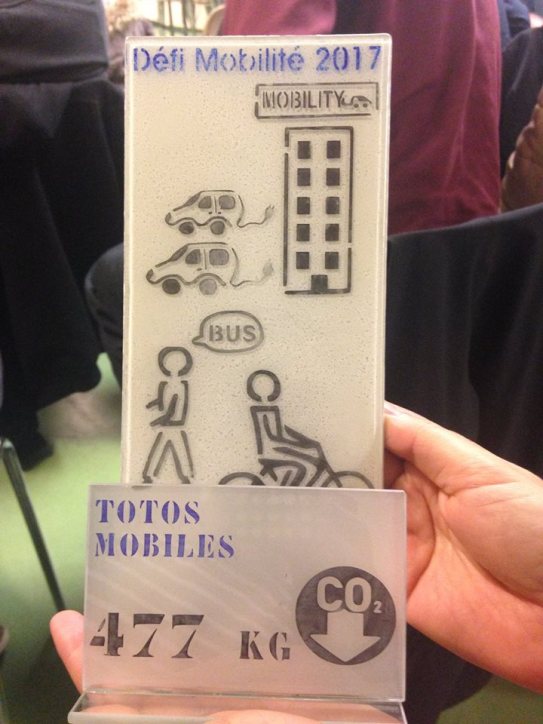 Défi Mobilité 2017
MOBILITY
BUS
TOTOS
MOBILES
477 KG
CO2